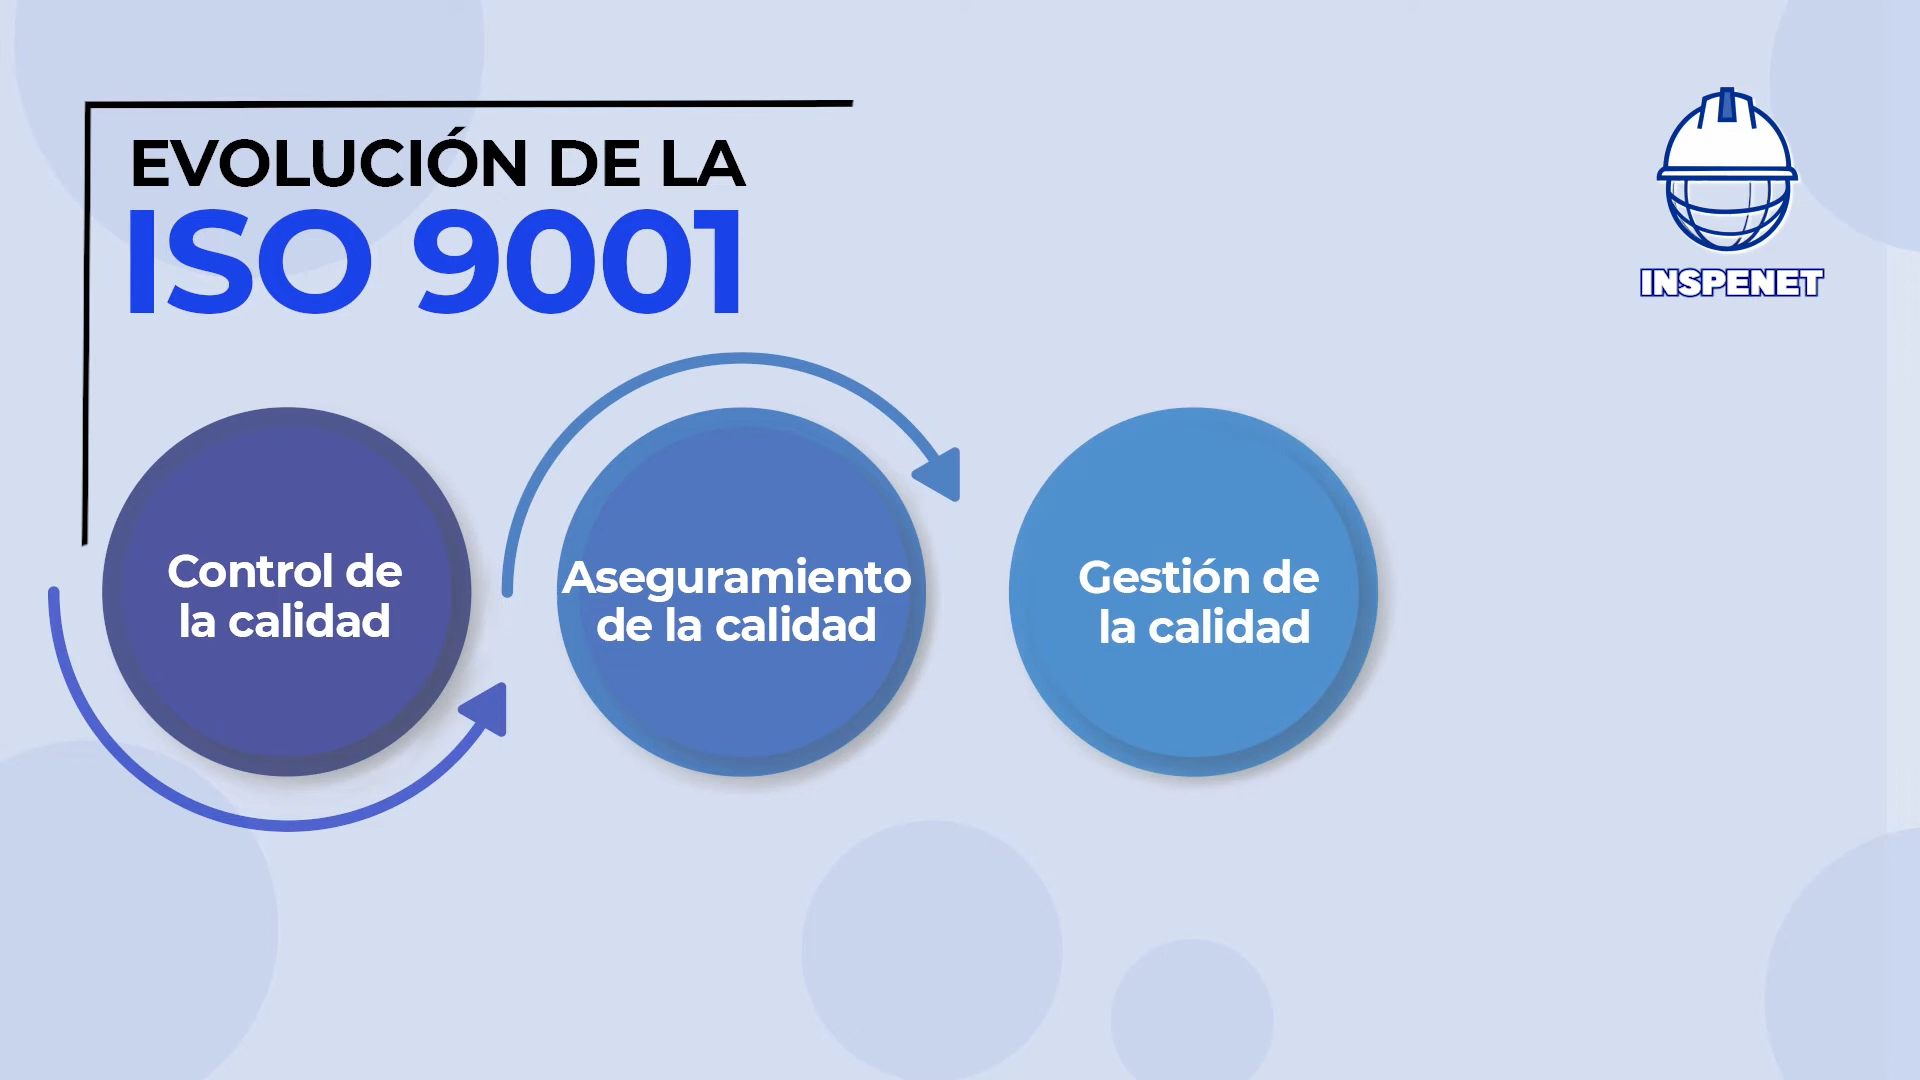 EVOLUCIÓN DE LA
ISO 9001
INSPENET
Control de
la calidad
Aseguramiento
de la calidad
Gestión de
la calidad